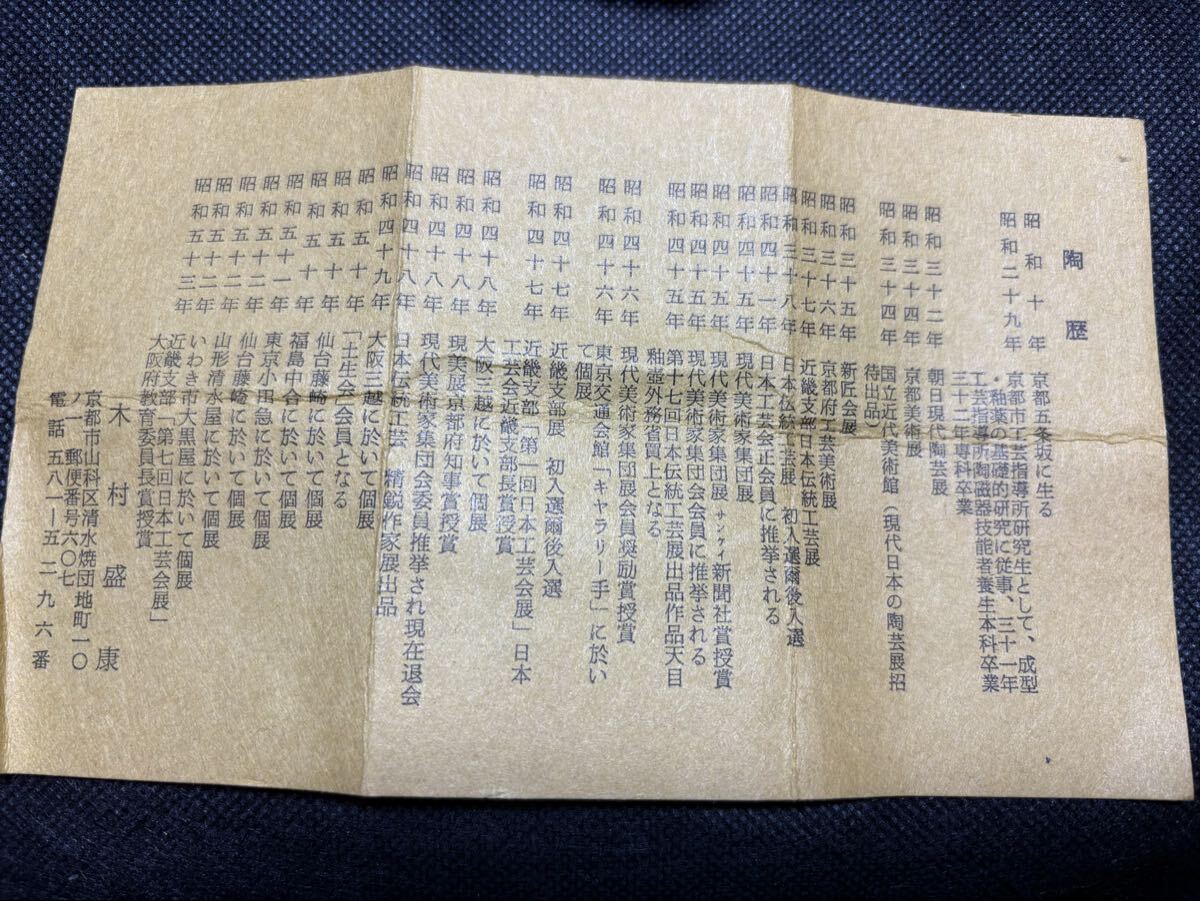 陶歴
昭和十年　京都五条坂に生る
昭和二十九年　京都市工芸指導所研究生として、成型
・釉薬の基礎的研究に従事、三十一年
工芸指導所陶磁器技能者養生本科卒業
三十二年専科卒業
昭和三十二年　朝日現代陶芸展
昭和三十四年　京都美術展
昭和三十四年　国立近代美術館（現代日本の陶芸展招
待出品）
昭和三十五年　新匠会展
昭和三十六年　京都府工芸美術展
昭和三十七年　近畿支部日本伝統工芸展
昭和三十八年　日本伝統工芸展　初入選爾後入選
昭和四十一年　日本工芸会正会員に推挙される
昭和四十五年　現代美術家集団展
昭和四十五年　現代美術家集団展サンケイ新聞社賞授賞
昭和四十五年　現代美術家集団会会員に推挙される
昭和四十五年　第十七回日本伝統工芸展出品作品天目
釉壺外務省買上となる
昭和四十六年　現代美術家集団展会員奨励賞授賞
昭和四十六年　東京交通会館「キヤラリー手」に於い
て個展
昭和四十七年　近畿支部展　初入選爾後入選
昭和四十七年　近畿支部「第一回日本工芸会展」日本
工芸会近畿支部長賞授賞
昭和四十八年　大阪三越に於いて個展
昭和四十八年　現美展京都府知事賞授賞
昭和四十八年　現代美術家集団会委員推挙され現在退会
昭和四十八年　日本伝統工芸　精鋭作家展出品
昭和四十九年　大阪三越に於いて個展
昭和五十年　「土生会」会員となる
昭和五十年　仙台藤崎に於いて個展
昭和五十年　福島中合に於いて個展
昭和五十一年　東京小田急に於いて個展
昭和五十一年　仙台藤崎に於いて個展
昭和五十二年　山形清水屋に於いて個展
昭和五十二年　いわき市大黒屋に於いて個展
昭和五十三年　近畿支部「第七回日本工芸会展」
大阪府教育委員長賞授賞
木村盛康
京都市山科区清水焼団地町一〇
ノ一　郵便番号六〇七
電話　五八一ー五二九六番